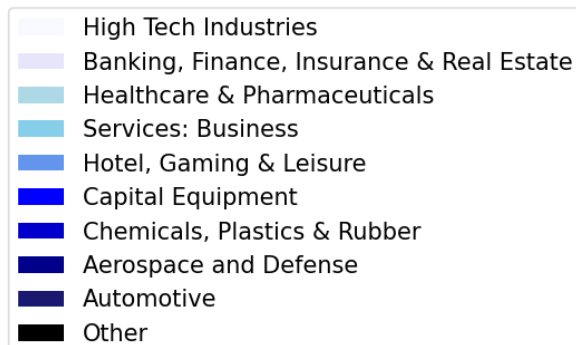 High Tech Industries
Banking, Finance, Insurance & Real Estate
Healthcare & Pharmaceuticals
Services: Business
Hotel, Gaming & Leisure
Capital Equipment
Chemicals, Plastics & Rubber
Aerospace and Defense
Automotive
Other